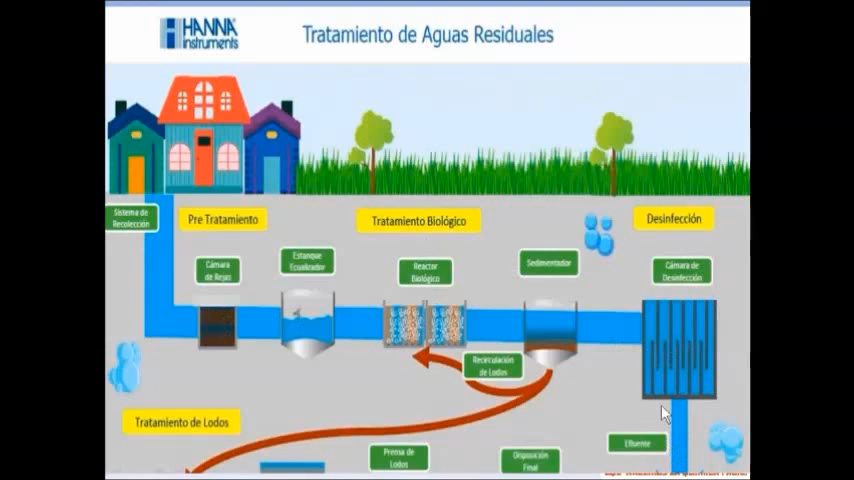 HANNA
instruments
Tratamiento de Aguas Residuales
Sistema de
Recolección
Pre Tratamiento
Tratamiento Biológico
Desinfección
Cámara
de Rejas
Estanque
Ecualizador
Reactor
Biológico
Sedimentador
Cámara de
Desinfección
Recirculación
de Lodos
Tratamiento de Lodos
Prensa de
Lodos
Disposición
Final
Efluente